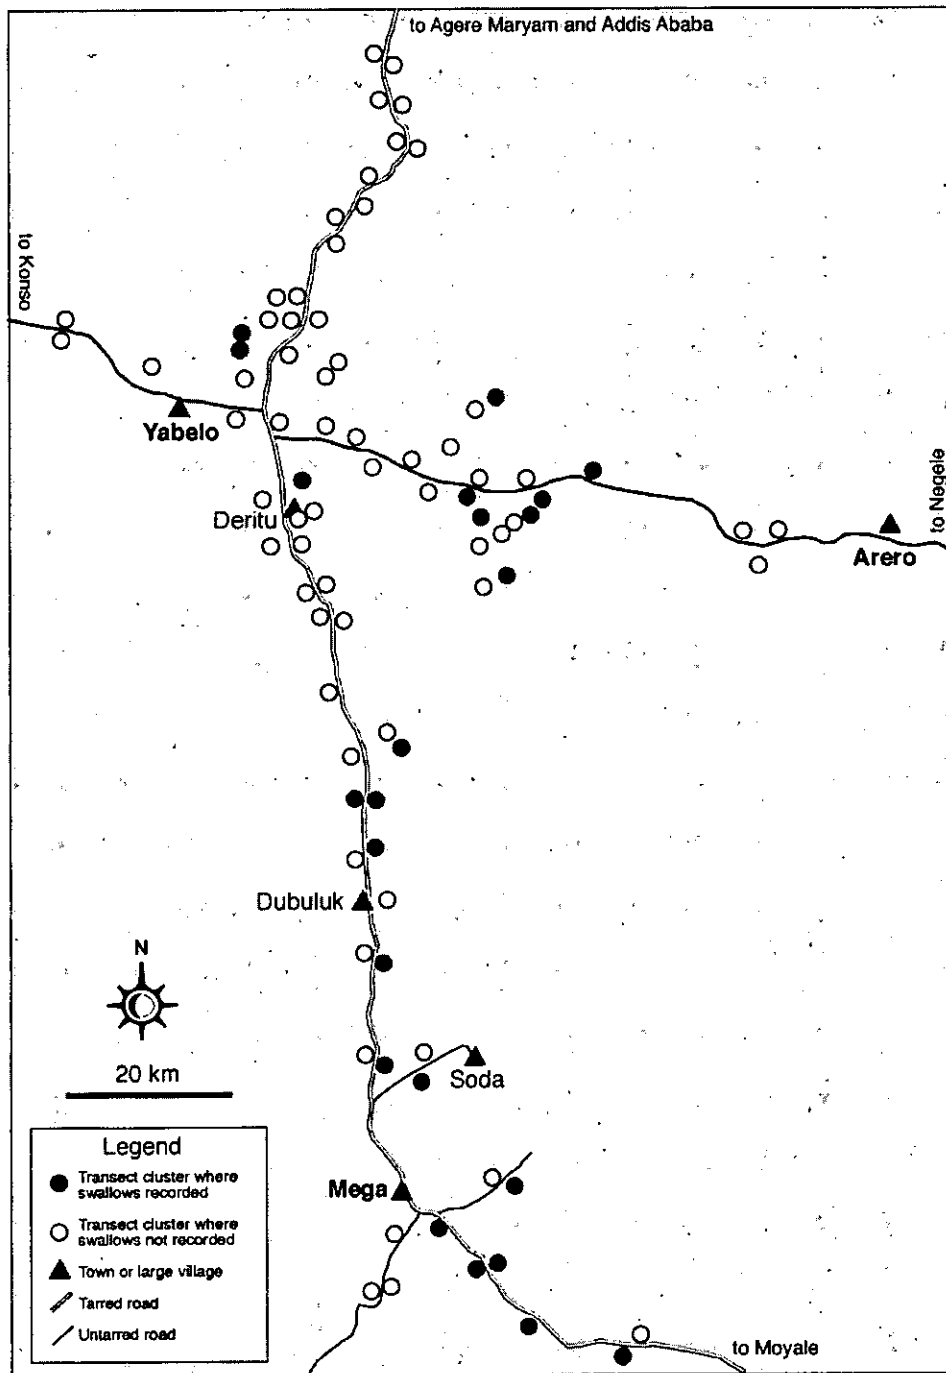 to Agere Maryam and Addis Ababa
to Konso
Yabelo
Deritu
to Negele
Arero
Dubuluk
N
20 km
Soda
Mega
to Moyale
Legend
Transect cluster where
swallows recorded
Transect cluster where
swallows not recorded
Town or large village
Tarred road
Untarred road